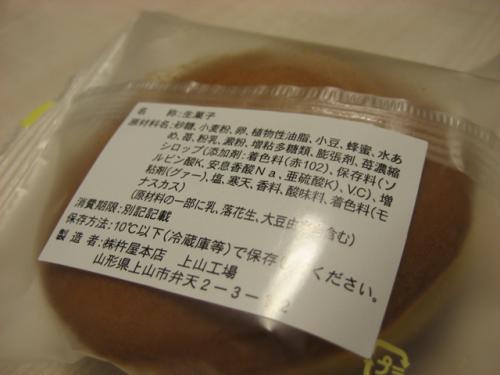 名　　称:生菓子
原材料名:砂糖、小麦粉、卵、植物性油脂、小豆、蜂蜜、水あ
め、苺、粉乳、澱粉、増粘多糖類、膨張剤、苺濃縮
シロップ(添加剤:着色料(赤102)、保存料(ソ
ルビン酸K、安息香酸Na、亜硫酸K)、V.C)、増
粘剤(グァー)、塩、寒天、香料、酸味料、着色料(モ
ナスカス)
(原材料の一部に乳、落花生、大豆由来を含む)
消費期限:別記記載
保存方法:10℃以下(冷蔵庫等)で保存してください。
製 造 者:㈱杵屋本店　上山工場
山形県上山市弁天2-3-12
プラ